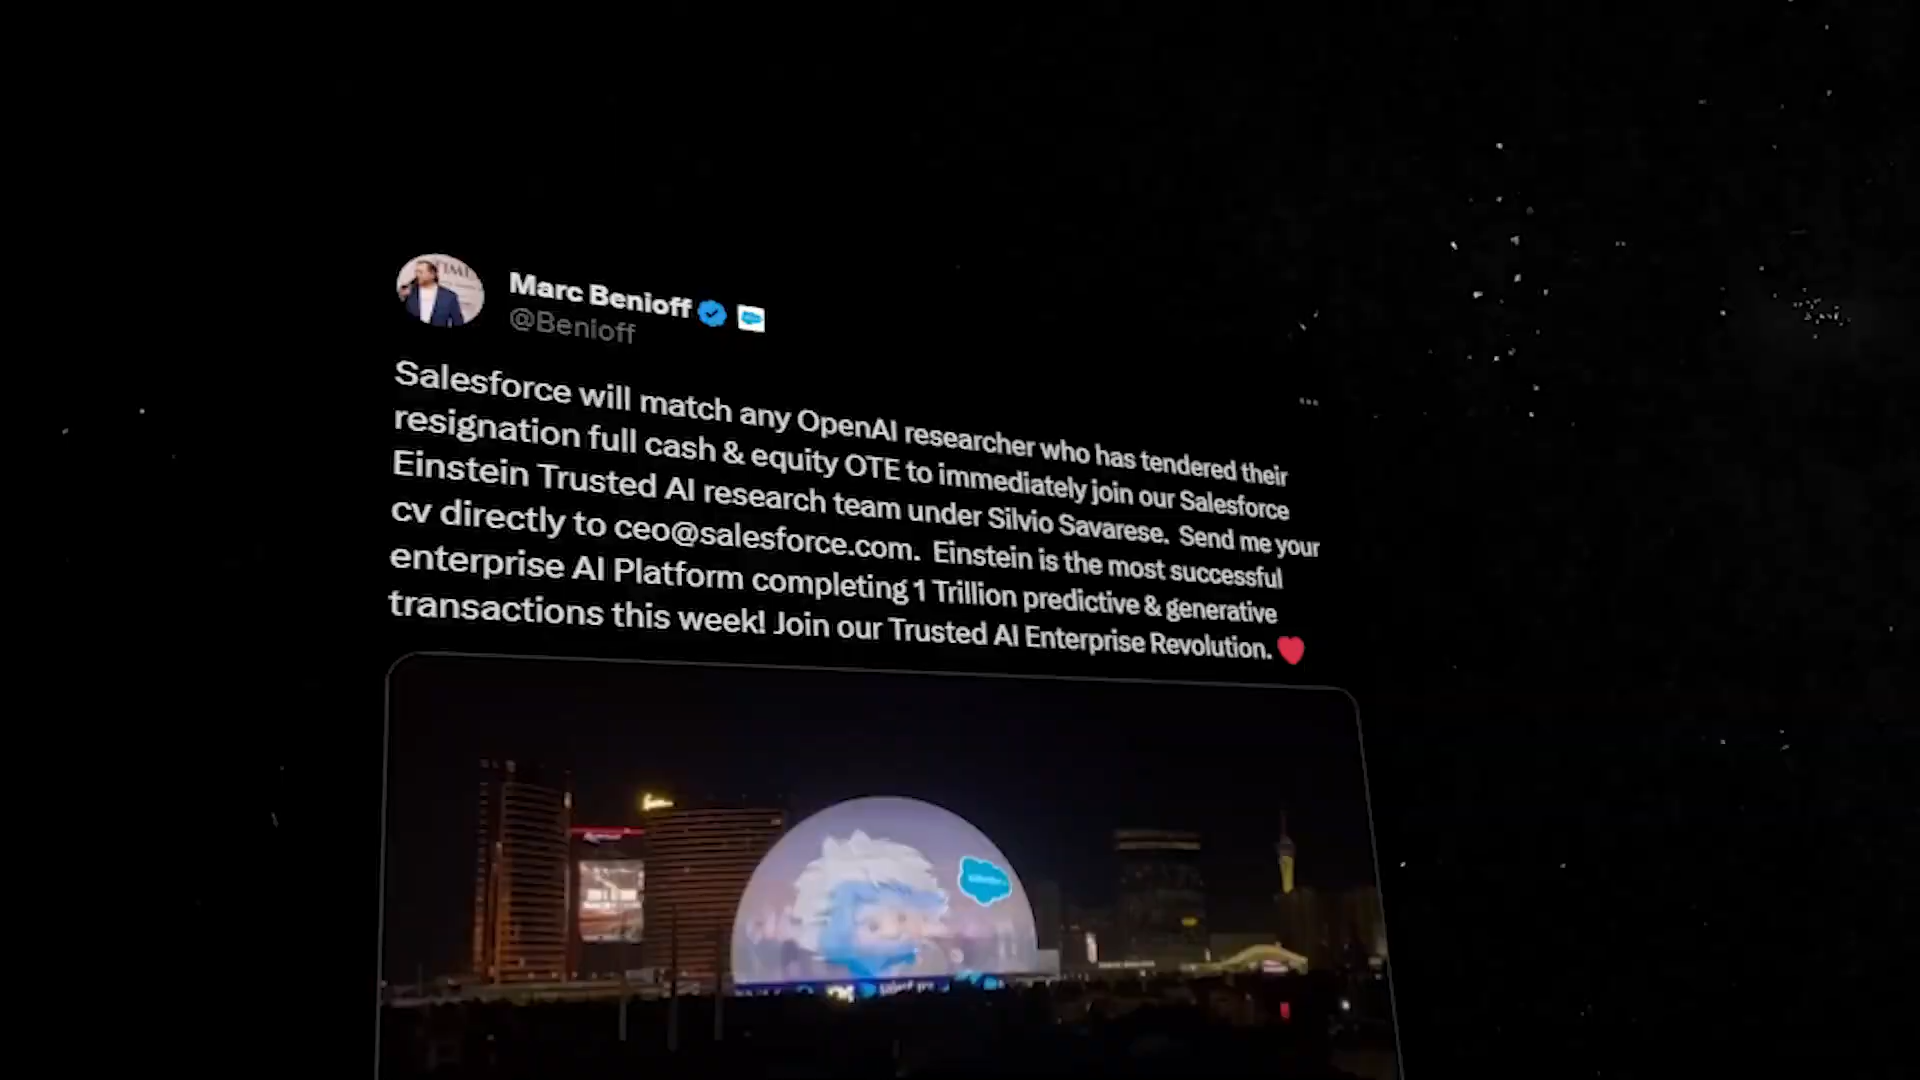 TIME
Marc Benioff
@Benioff
Salesforce will match any OpenAI researcher who has tendered their
resignation full cash & equity OTE to immediately join our Salesforce
Einstein Trusted AI research team under Silvio Savarese.  Send me your
cv directly to ceo@salesforce.com.  Einstein is the most successful
enterprise AI Platform completing 1 Trillion predictive & generative
transactions this week! Join our Trusted AI Enterprise Revolution. ❤️